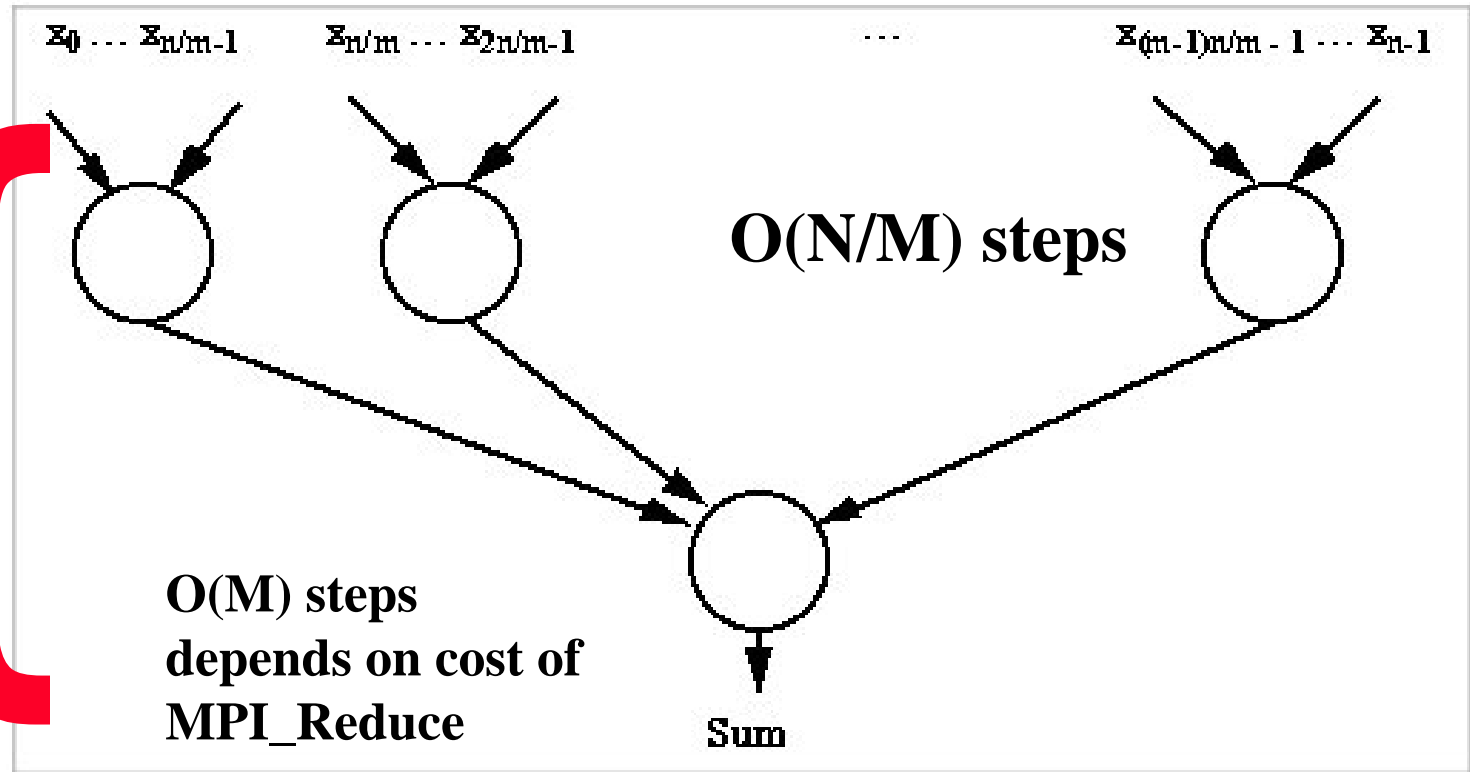 x0 ... xn/m-1 xn/m ... x2n/m-1 ... x(m-1)n/m - 1 ... xn-1
O(N/M) steps
O(M) steps
depends on cost of
MPI_Reduce
Sum